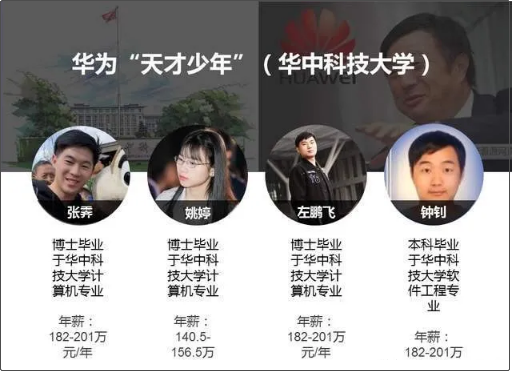 华为“天才少年”（华中科技大学）
HUAWEI
张霁
姚婷
左鹏飞
钟钊
博士毕业
于华中科
技大学计
算机专业
年薪：
182-201万
元/年
博士毕业
于华中科
技大学计
算机专业
年薪：
140.5-
156.5万
博士毕业
于华中科
技大学计
算机专业
年薪：
182-201万
元/年
本科毕业
于华中科
技大学软
件工程专
业
年薪：
182-201万